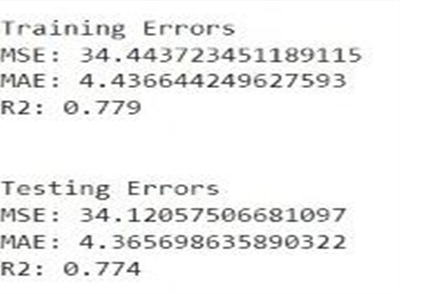 Training Errors
MSE: 34.443723451189115
MAE: 4.436644249627593
R2: 0.779
Testing Errors
MSE: 34.12057506681097
MAE: 4.365698635890322
R2: 0.774